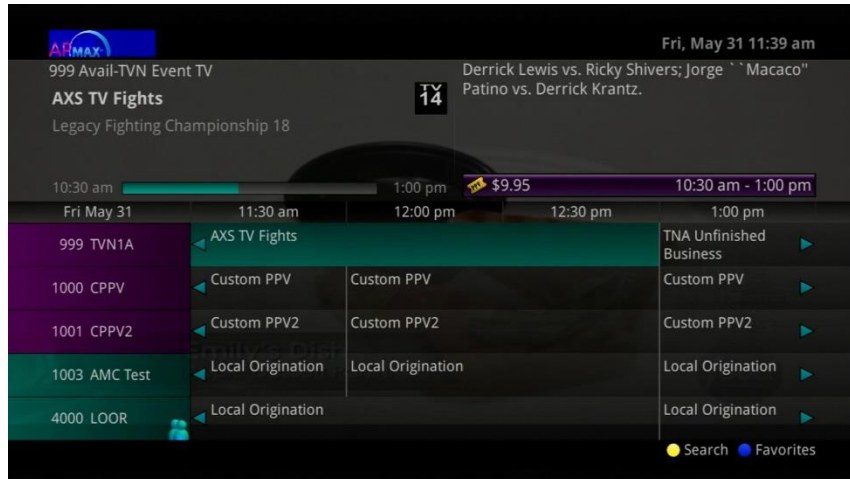 ARMAX
Fri, May 31 11:39 am
999 Avail-TVN Event TV
AXS TV Fights
Legacy Fighting Championship 18
TV
14
Derrick Lewis vs. Ricky Shivers; Jorge ``Macaco''
Patino vs. Derrick Krantz.
10:30 am 1:00 pm
PPV $9.95 10:30 am - 1:00 pm
Fri May 31 11:30 am 12:00 pm 12:30 pm 1:00 pm
999 TVN1A AXS TV Fights TNA Unfinished
Business
1000 CPPV Custom PPV Custom PPV Custom PPV
1001 CPPV2 Custom PPV2 Custom PPV2 Custom PPV2
Emily's Dish
1003 AMC Test Local Origination Local Origination Local Origination
4000 LOOR Local Origination Local Origination
Search Favorites